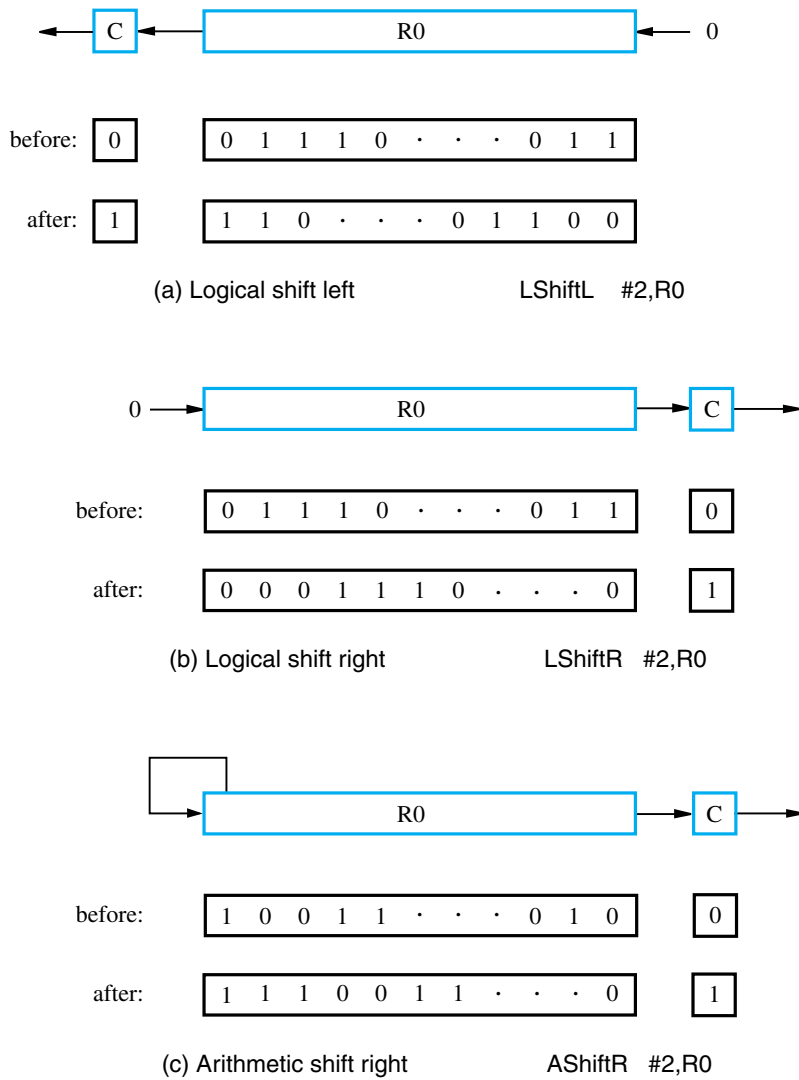 C R0 0
before: 0 0 1 1 1 0 · · · 0 1 1
after: 1 1 1 0 · · · 0 1 1 0 0
(a) Logical shift left LShiftL #2,R0
0 R0 C
before: 0 1 1 1 0 · · · 0 1 1 0
after: 0 0 0 1 1 1 0 · · · 0 1
(b) Logical shift right LShiftR #2,R0
R0 C
before: 1 0 0 1 1 · · · 0 1 0 0
after: 1 1 1 0 0 1 1 · · · 0 1
(c) Arithmetic shift right AShiftR #2,R0